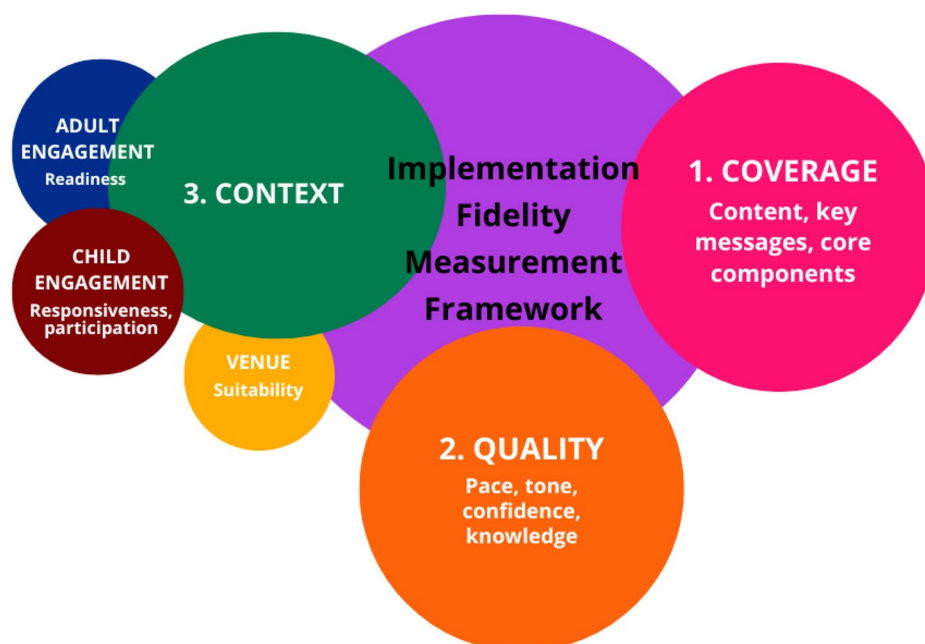 Implementation
Fidelity
Measurement
Framework
1. COVERAGE
Content, key
messages, core
components
2. QUALITY
Pace, tone,
confidence,
knowledge
3. CONTEXT
ADULT
ENGAGEMENT
Readiness
CHILD
ENGAGEMENT
Responsiveness,
participation
VENUE
Suitability